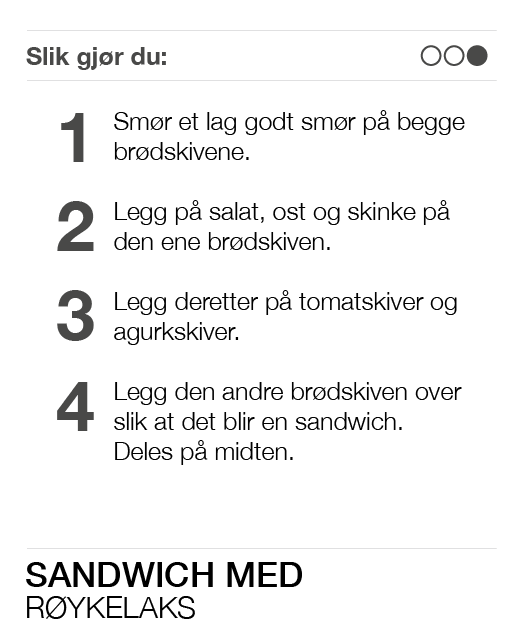 Slik gjør du:
1 Smør et lag godt smør på begge
brødskivene.
2 Legg på salat, ost og skinke på
den ene brødskiven.
3 Legg deretter på tomatskiver og
agurkskiver.
4 Legg den andre brødskiven over
slik at det blir en sandwich.
Deles på midten.
SANDWICH MED
RØYKELAKS